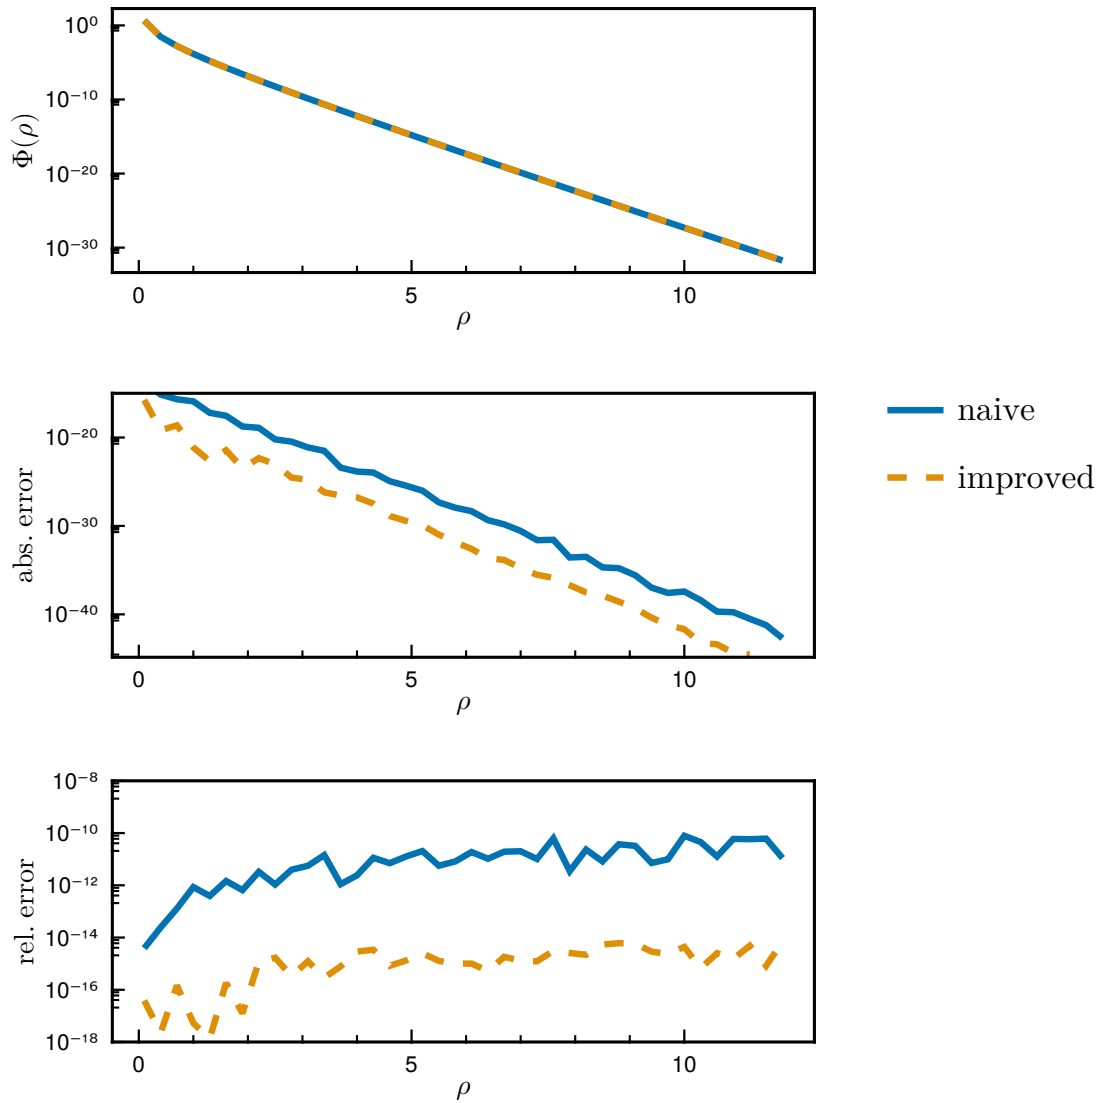 10⁰
10⁻¹⁰
10⁻²⁰
10⁻³⁰
Φ(ρ)
0 5 10
ρ
10⁻²⁰
10⁻³⁰
10⁻⁴⁰
abs. error
0 5 10
ρ
naive
improved
10⁻⁸
10⁻¹⁰
10⁻¹²
10⁻¹⁴
10⁻¹⁶
10⁻¹⁸
rel. error
0 5 10
ρ